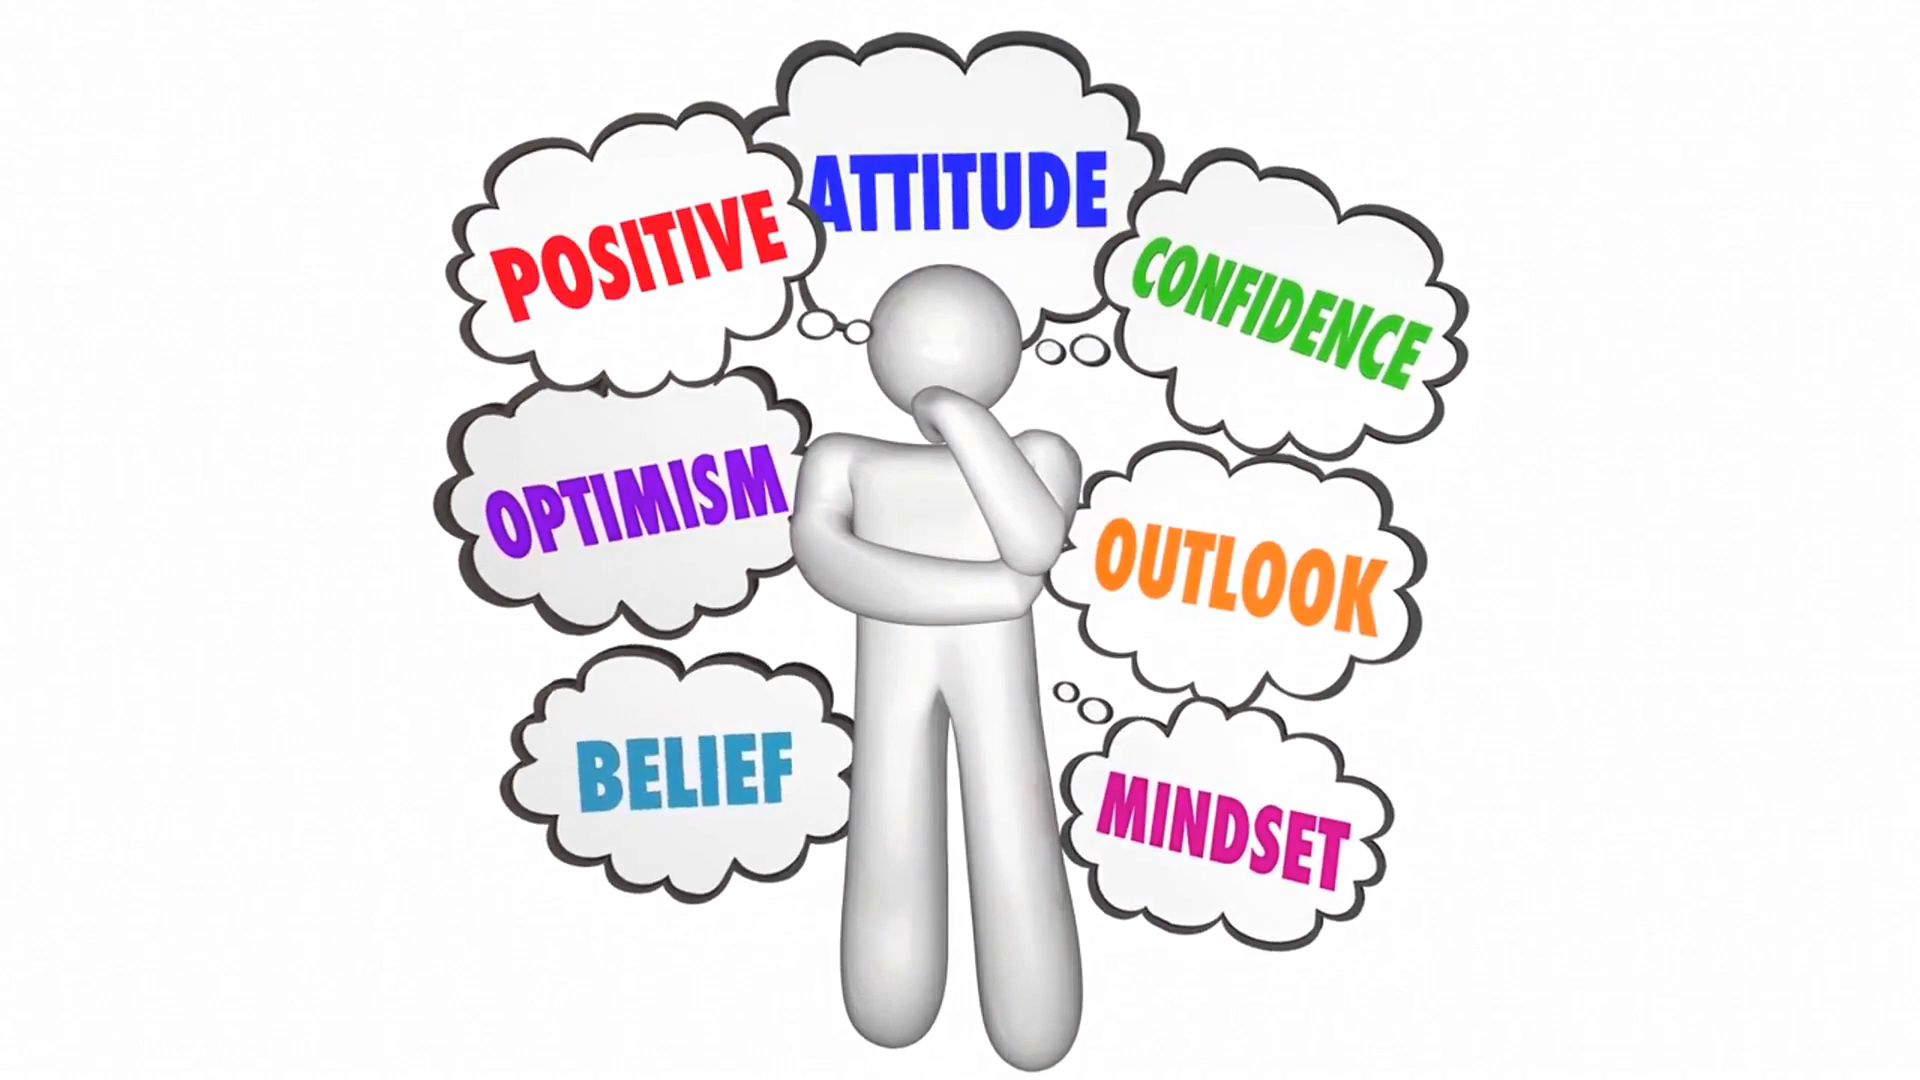 POSITIVE
ATTITUDE
CONFIDENCE
OPTIMISM
OUTLOOK
BELIEF
MINDSET